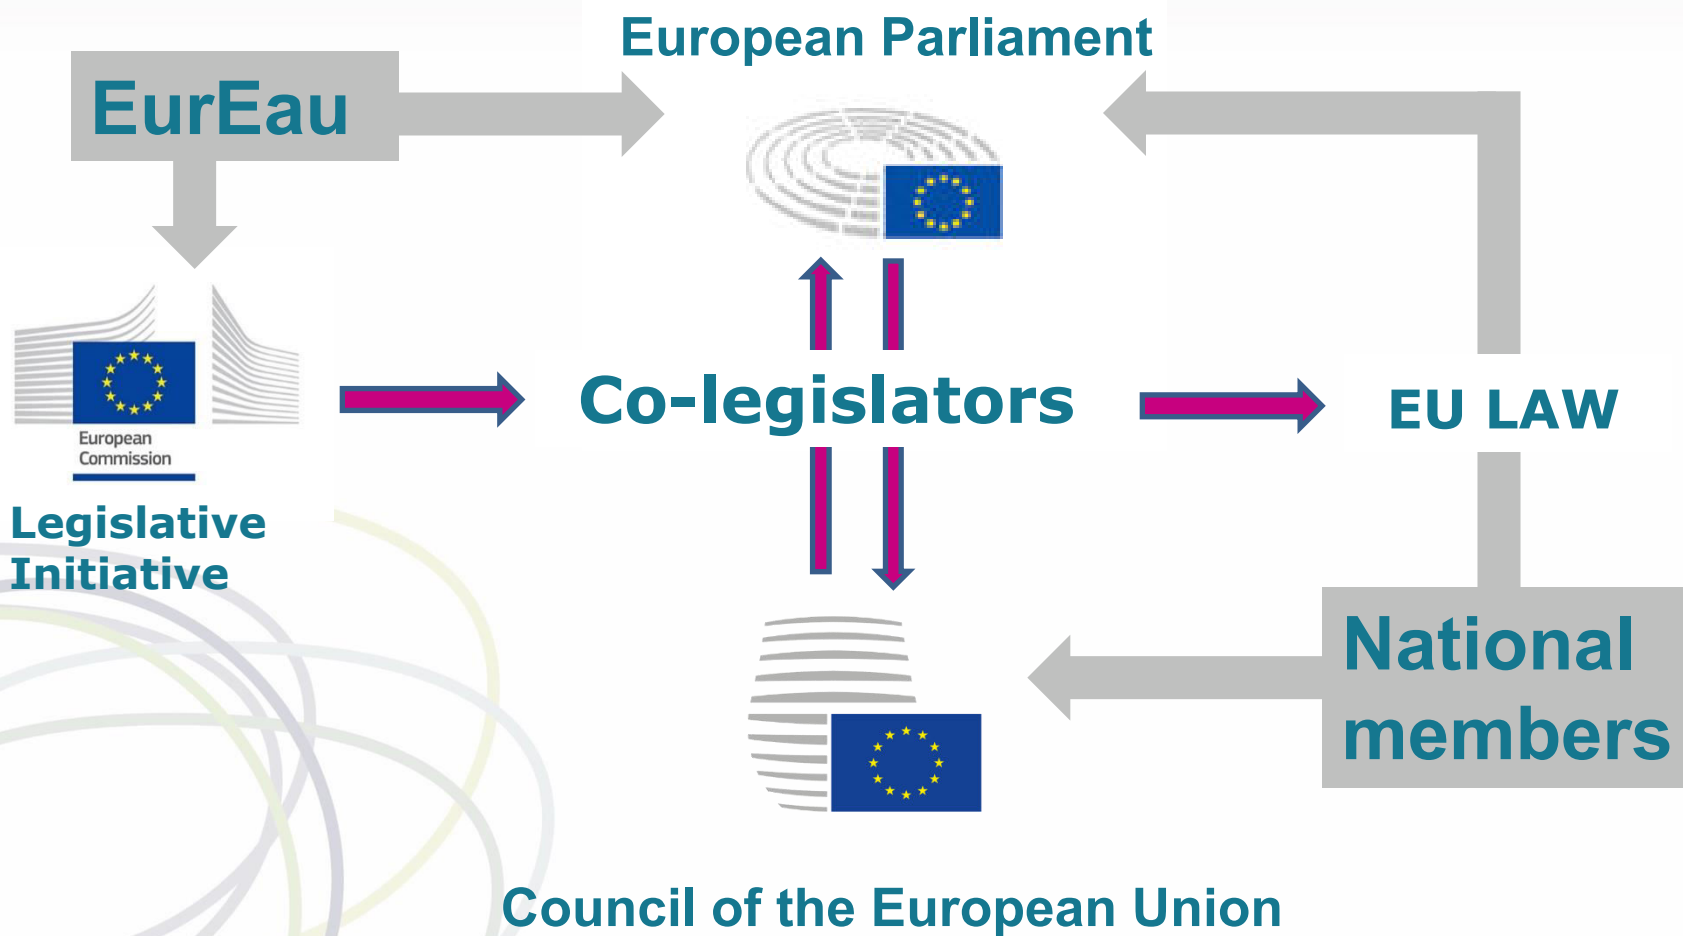 European Parliament
EurEau
European
Commission
Legislative
Initiative
Co-legislators
EU LAW
National
members
Council of the European Union